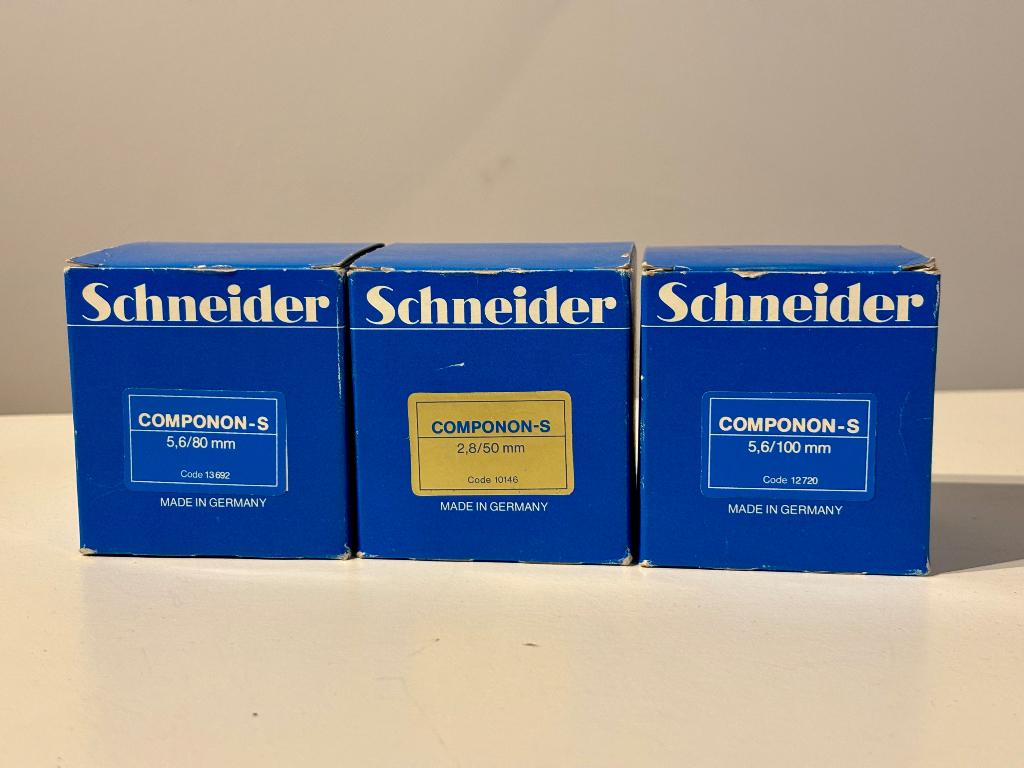 Schneider
COMPONON-S
5,6/80 mm
Code 13692
MADE IN GERMANY
Schneider
COMPONON-S
2,8/50 mm
Code 10146
MADE IN GERMANY
Schneider
COMPONON-S
5,6/100 mm
Code 12720
MADE IN GERMANY